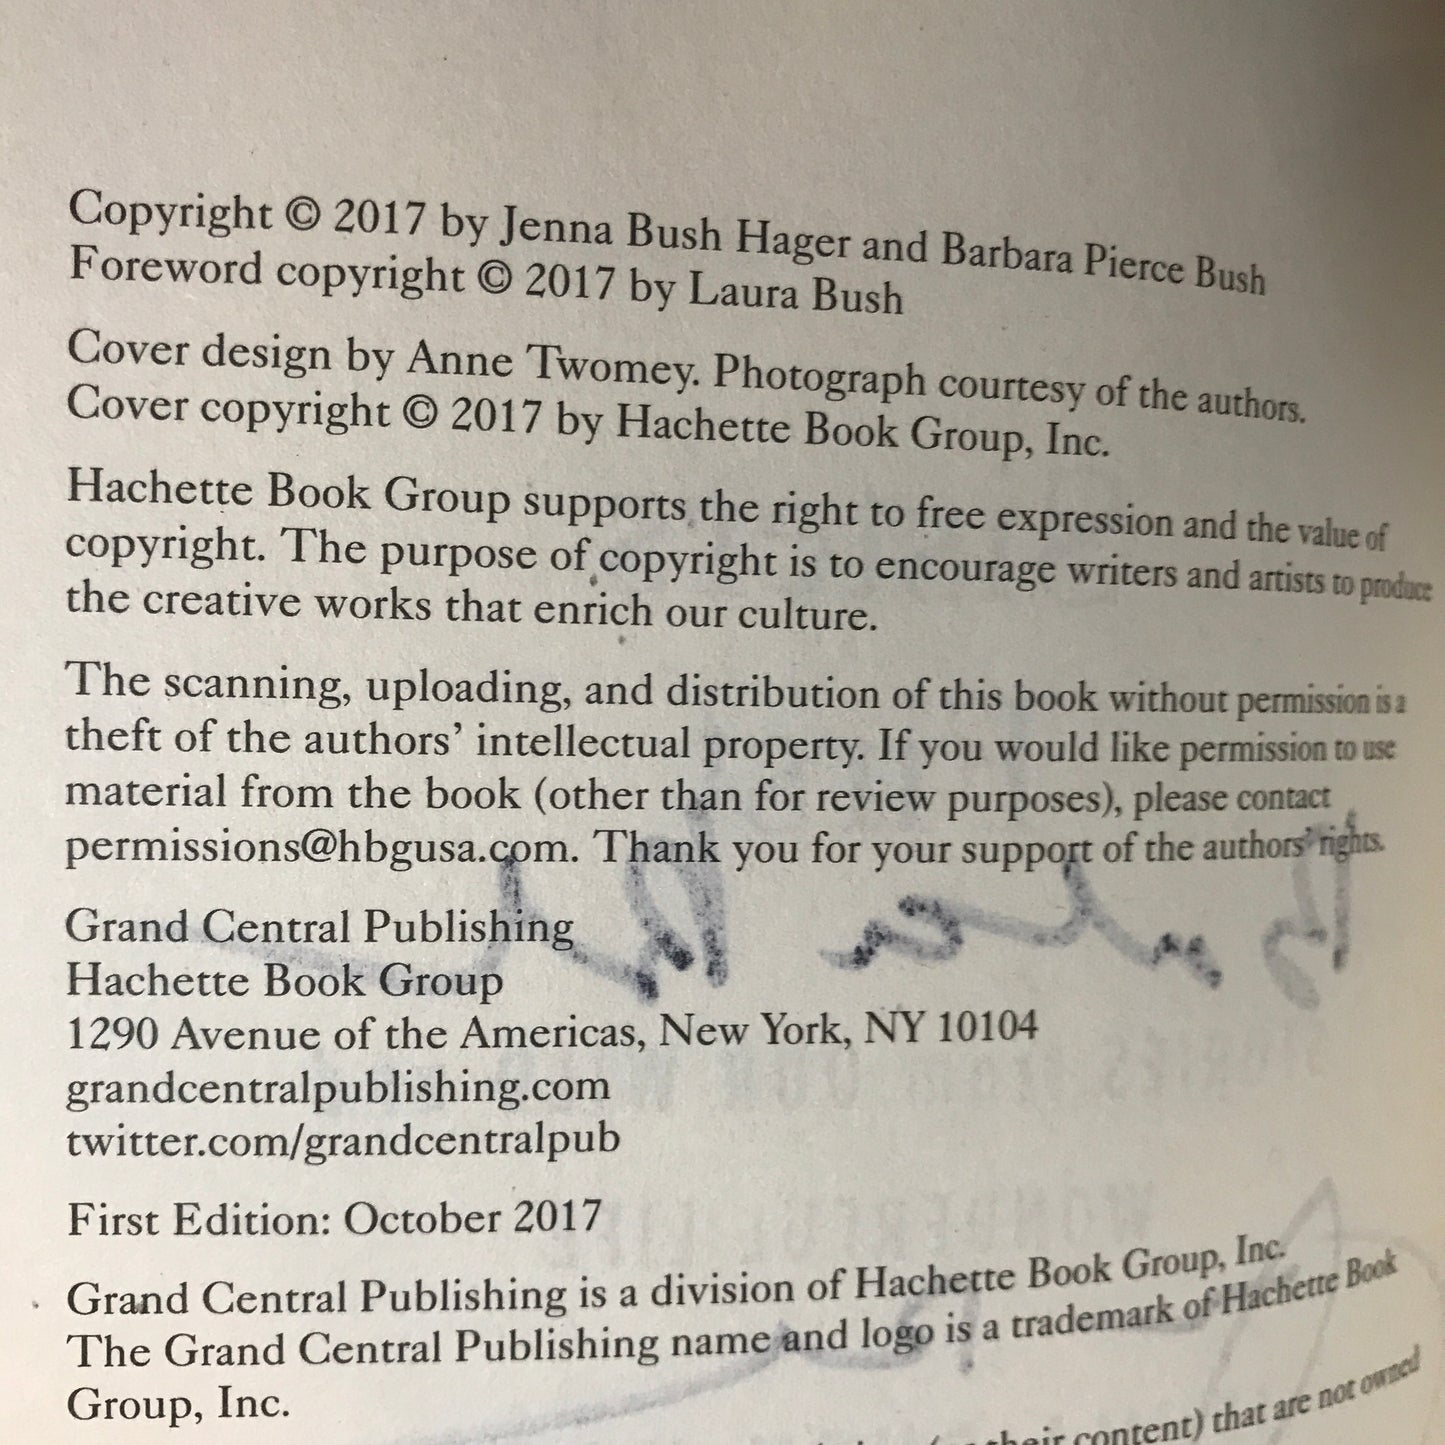 Copyright © 2017 by Jenna Bush Hager and Barbara Pierce Bush
Foreword copyright © 2017 by Laura Bush
Cover design by Anne Twomey. Photograph courtesy of the authors.
Cover copyright © 2017 by Hachette Book Group, Inc.
Hachette Book Group supports the right to free expression and the value of
copyright. The purpose of copyright is to encourage writers and artists to produce
the creative works that enrich our culture.
The scanning, uploading, and distribution of this book without permission is a
theft of the authors’ intellectual property. If you would like permission to use
material from the book (other than for review purposes), please contact
permissions@hbgusa.com. Thank you for your support of the authors’ rights.
Grand Central Publishing
Hachette Book Group
1290 Avenue of the Americas, New York, NY 10104
grandcentralpublishing.com
twitter.com/grandcentralpub
First Edition: October 2017
Grand Central Publishing is a division of Hachette Book Group, Inc.
The Grand Central Publishing name and logo is a trademark of Hachette Book
Group, Inc.
their content) that are not owned